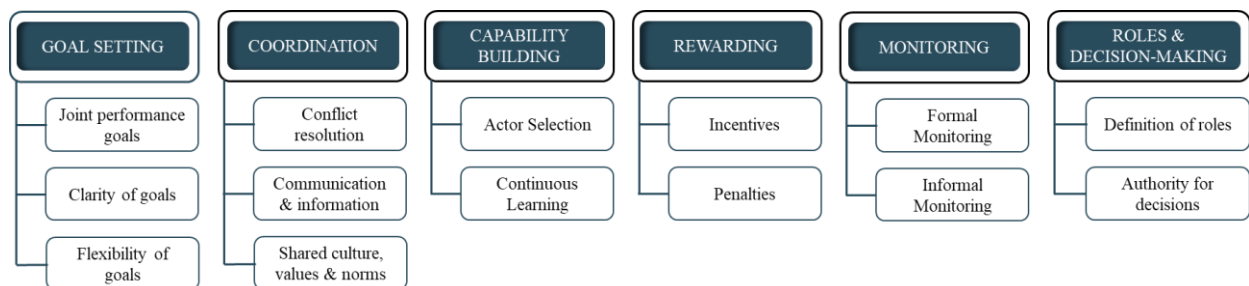 GOAL SETTING
Joint performance
goals
Clarity of goals
Flexibility of
goals
COORDINATION
Conflict
resolution
Communication
& information
Shared culture,
values & norms
CAPABILITY
BUILDING
Actor Selection
Continuous
Learning
REWARDING
Incentives
Penalties
MONITORING
Formal
Monitoring
Informal
Monitoring
ROLES &
DECISION-MAKING
Definition of roles
Authority for
decisions